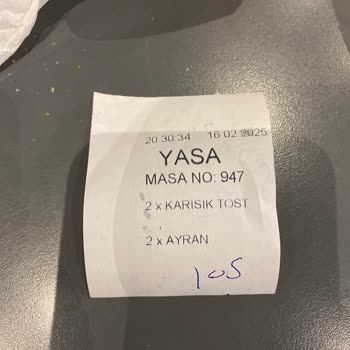 20:30:34 16.02.2025
YASA
MASA NO: 947
2 x KARISIK TOST
2 x AYRAN
105